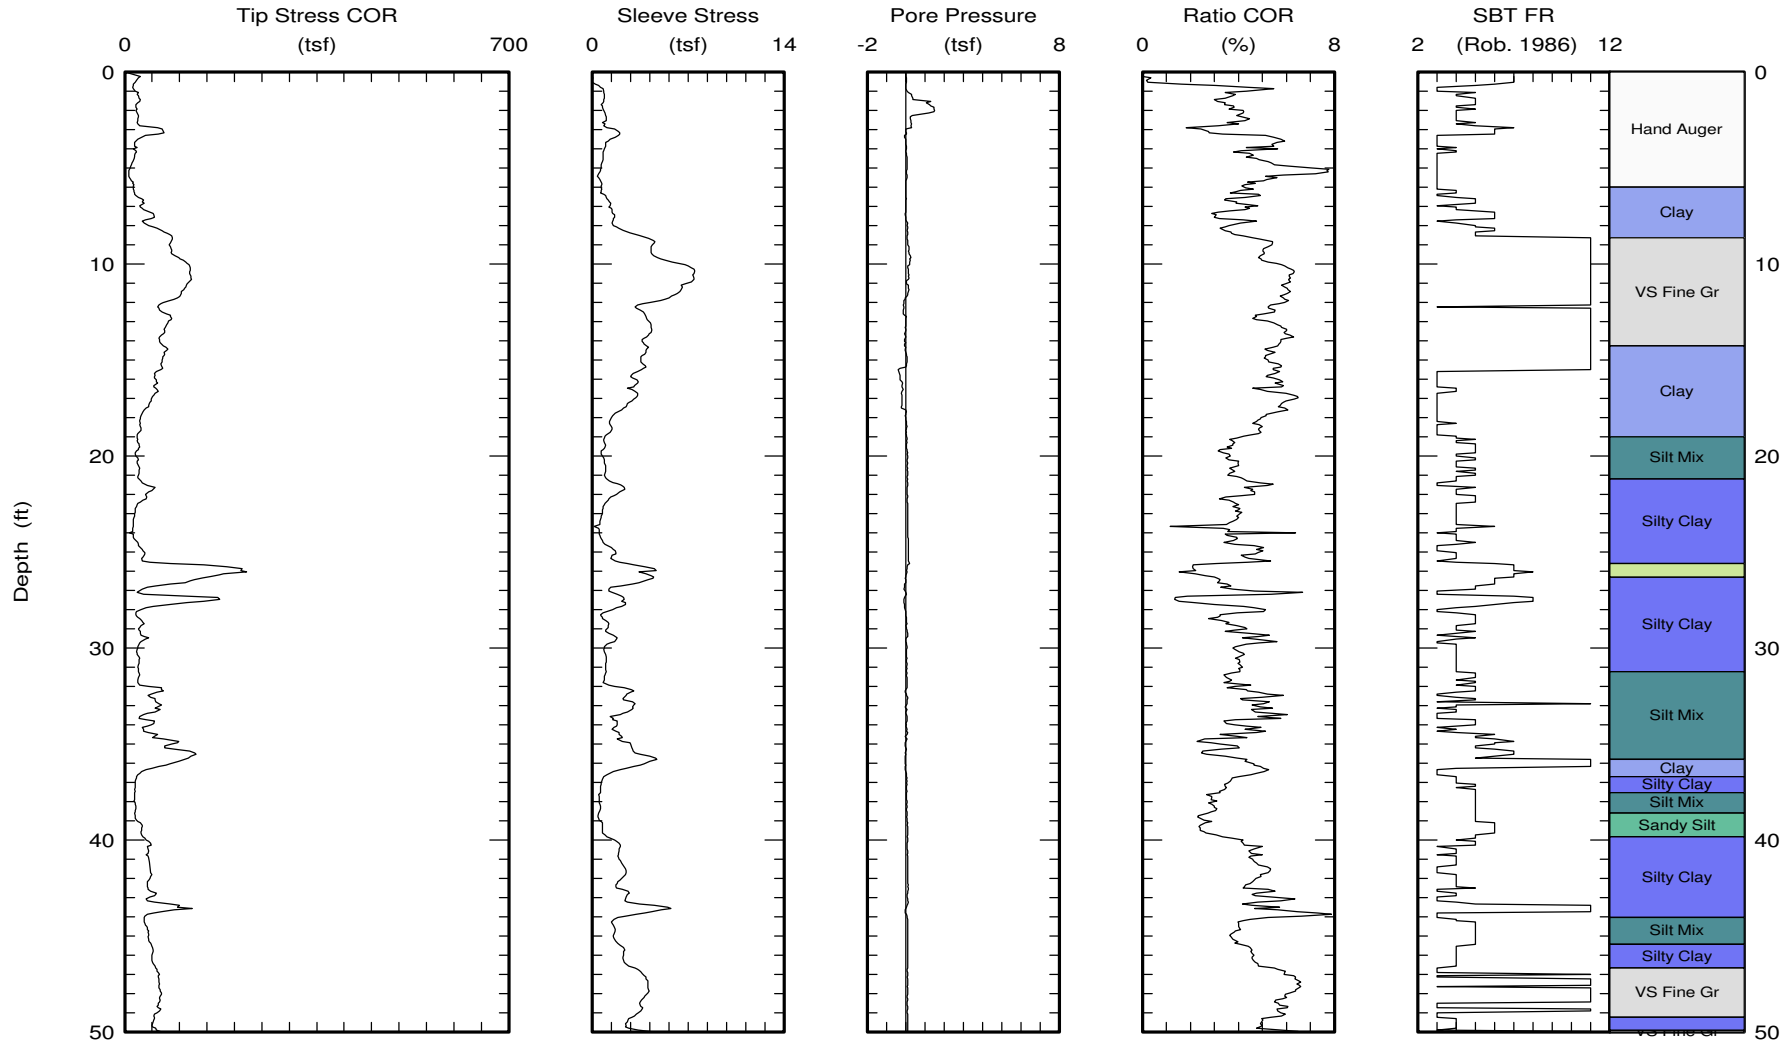 Tip Stress COR
(tsf)
0 700
Sleeve Stress
(tsf)
0 14
Pore Pressure
(tsf)
-2 8
Ratio COR
(%)
0 8
SBT FR
(Rob. 1986)
2 12
Depth (ft)
0
10
20
30
40
50
Hand Auger
Clay
VS Fine Gr
Clay
Silt Mix
Silty Clay
Silty Clay
Silt Mix
Clay
Silty Clay
Silt Mix
Sandy Silt
Silty Clay
Silt Mix
Silty Clay
VS Fine Gr
VS Fine Gr
0
10
20
30
40
50